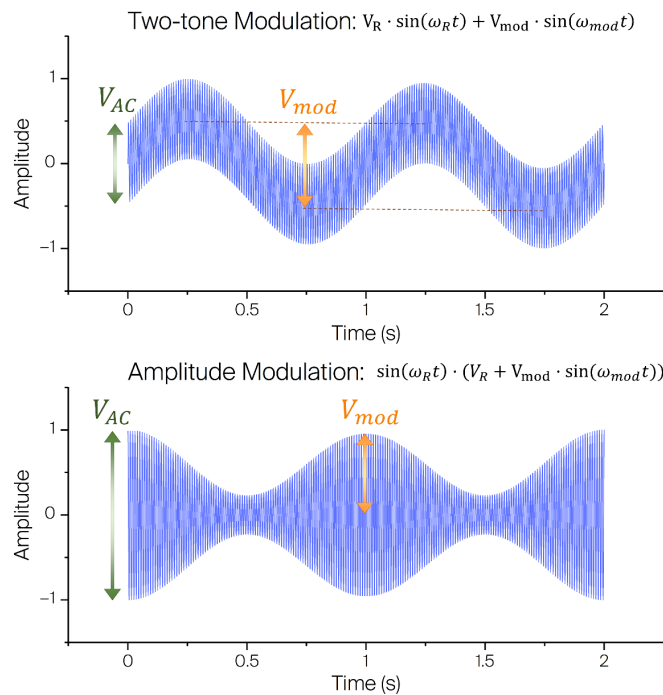 Two-tone Modulation: V_R · sin(ω_R t) + V_mod · sin(ω_mod t)
V_AC
V_mod
1
0
−1
Amplitude
0
0.5
1
1.5
2
Time (s)
Amplitude Modulation: sin(ω_R t) · (V_R + V_mod · sin(ω_mod t))
V_AC
V_mod
1
0
−1
Amplitude
0
0.5
1
1.5
2
Time (s)